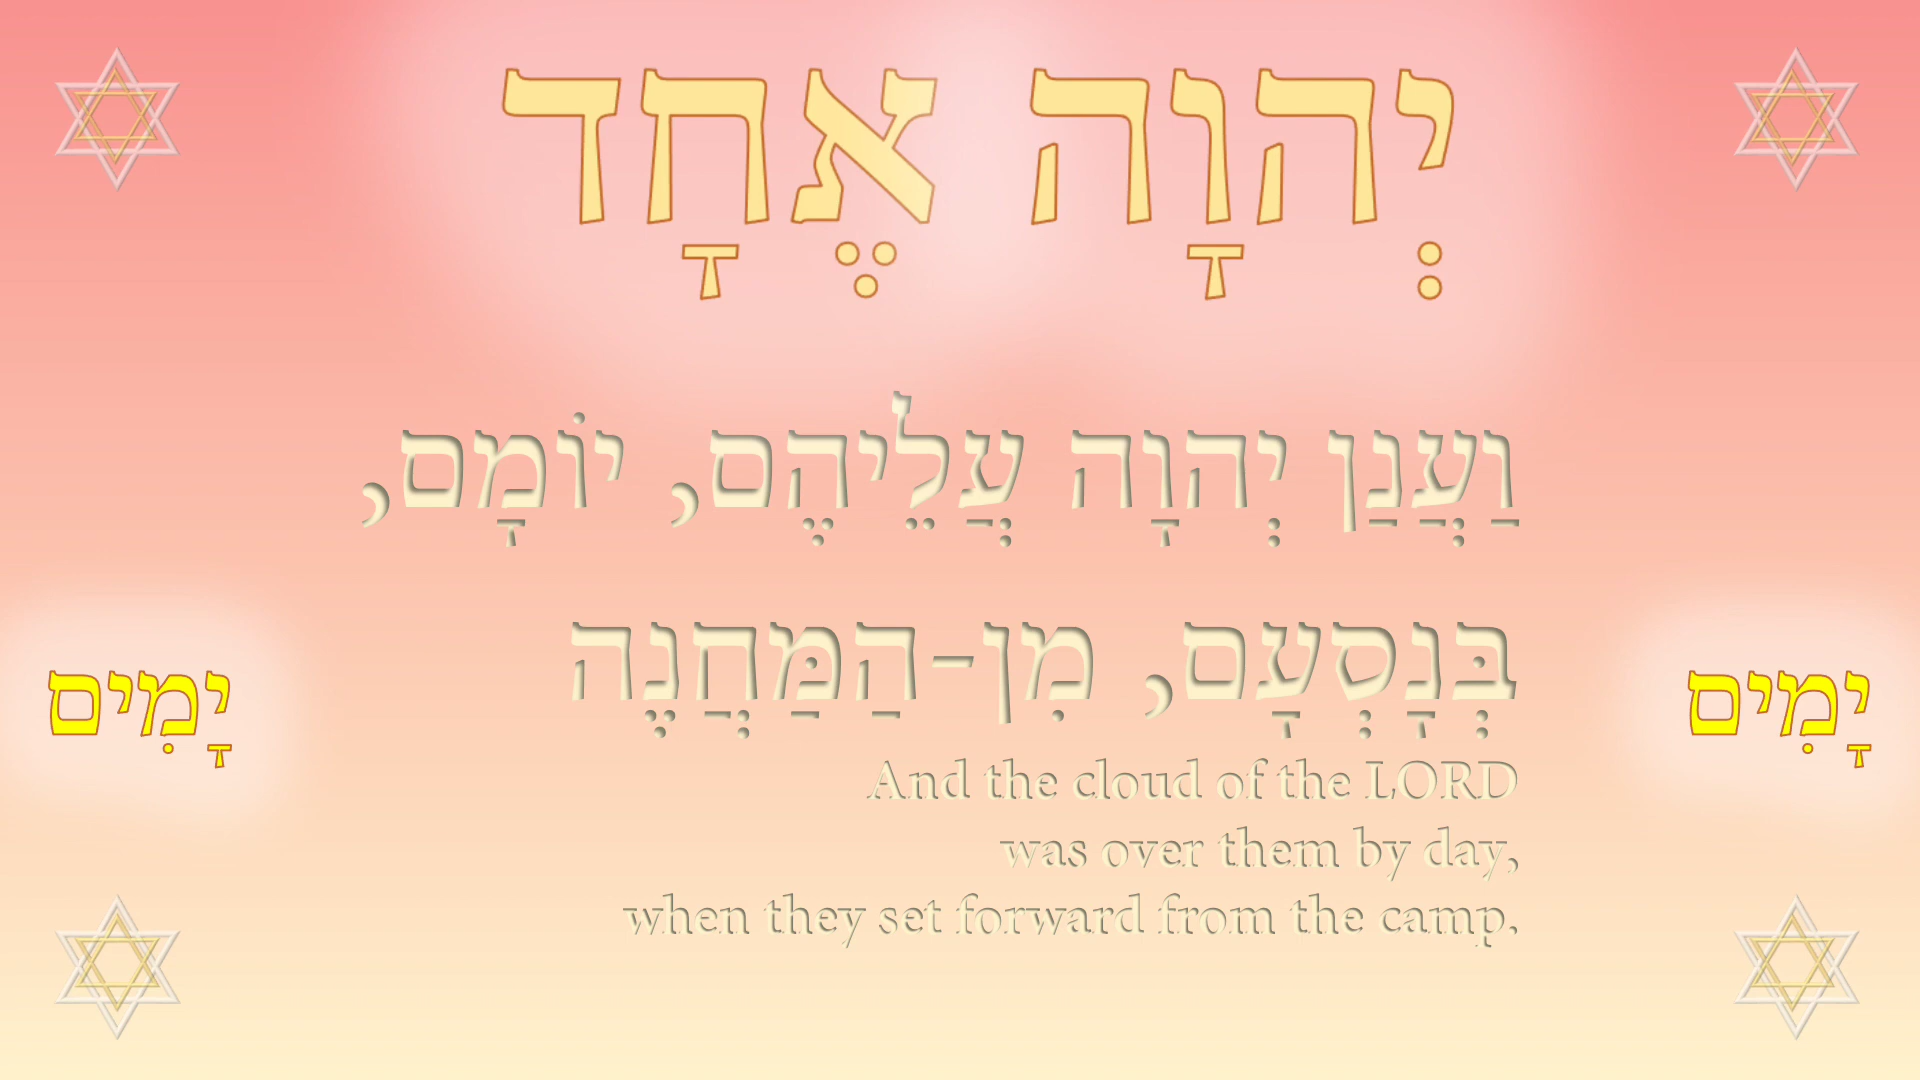 יְהוָה אֶחָד
וַעֲנַן יְהוָה עֲלֵיהֶם, יוֹמָם,
בְּנָסְעָם, מִן-הַמַּחֲנֶה
And the cloud of the LORD
was over them by day,
when they set forward from the camp.
יָמִים
יָמִים